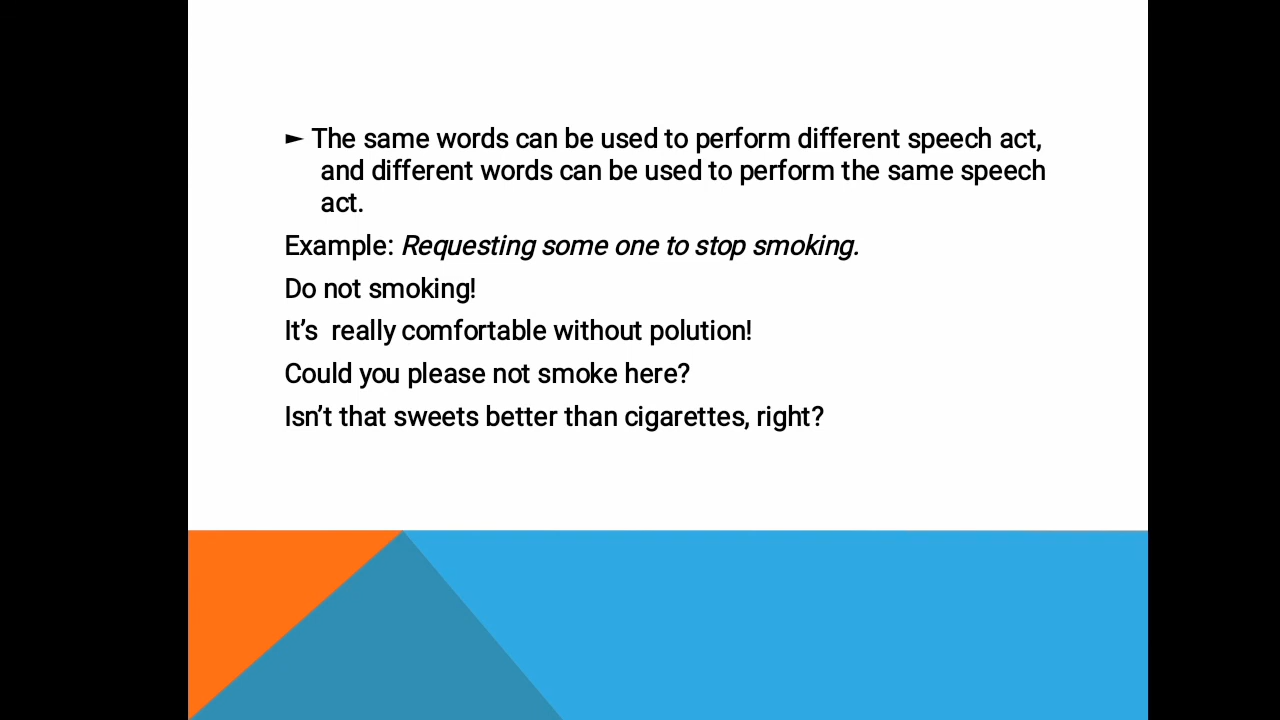 ► The same words can be used to perform different speech act,
and different words can be used to perform the same speech
act.
Example: Requesting some one to stop smoking.
Do not smoking!
It’s  really comfortable without polution!
Could you please not smoke here?
Isn’t that sweets better than cigarettes, right?